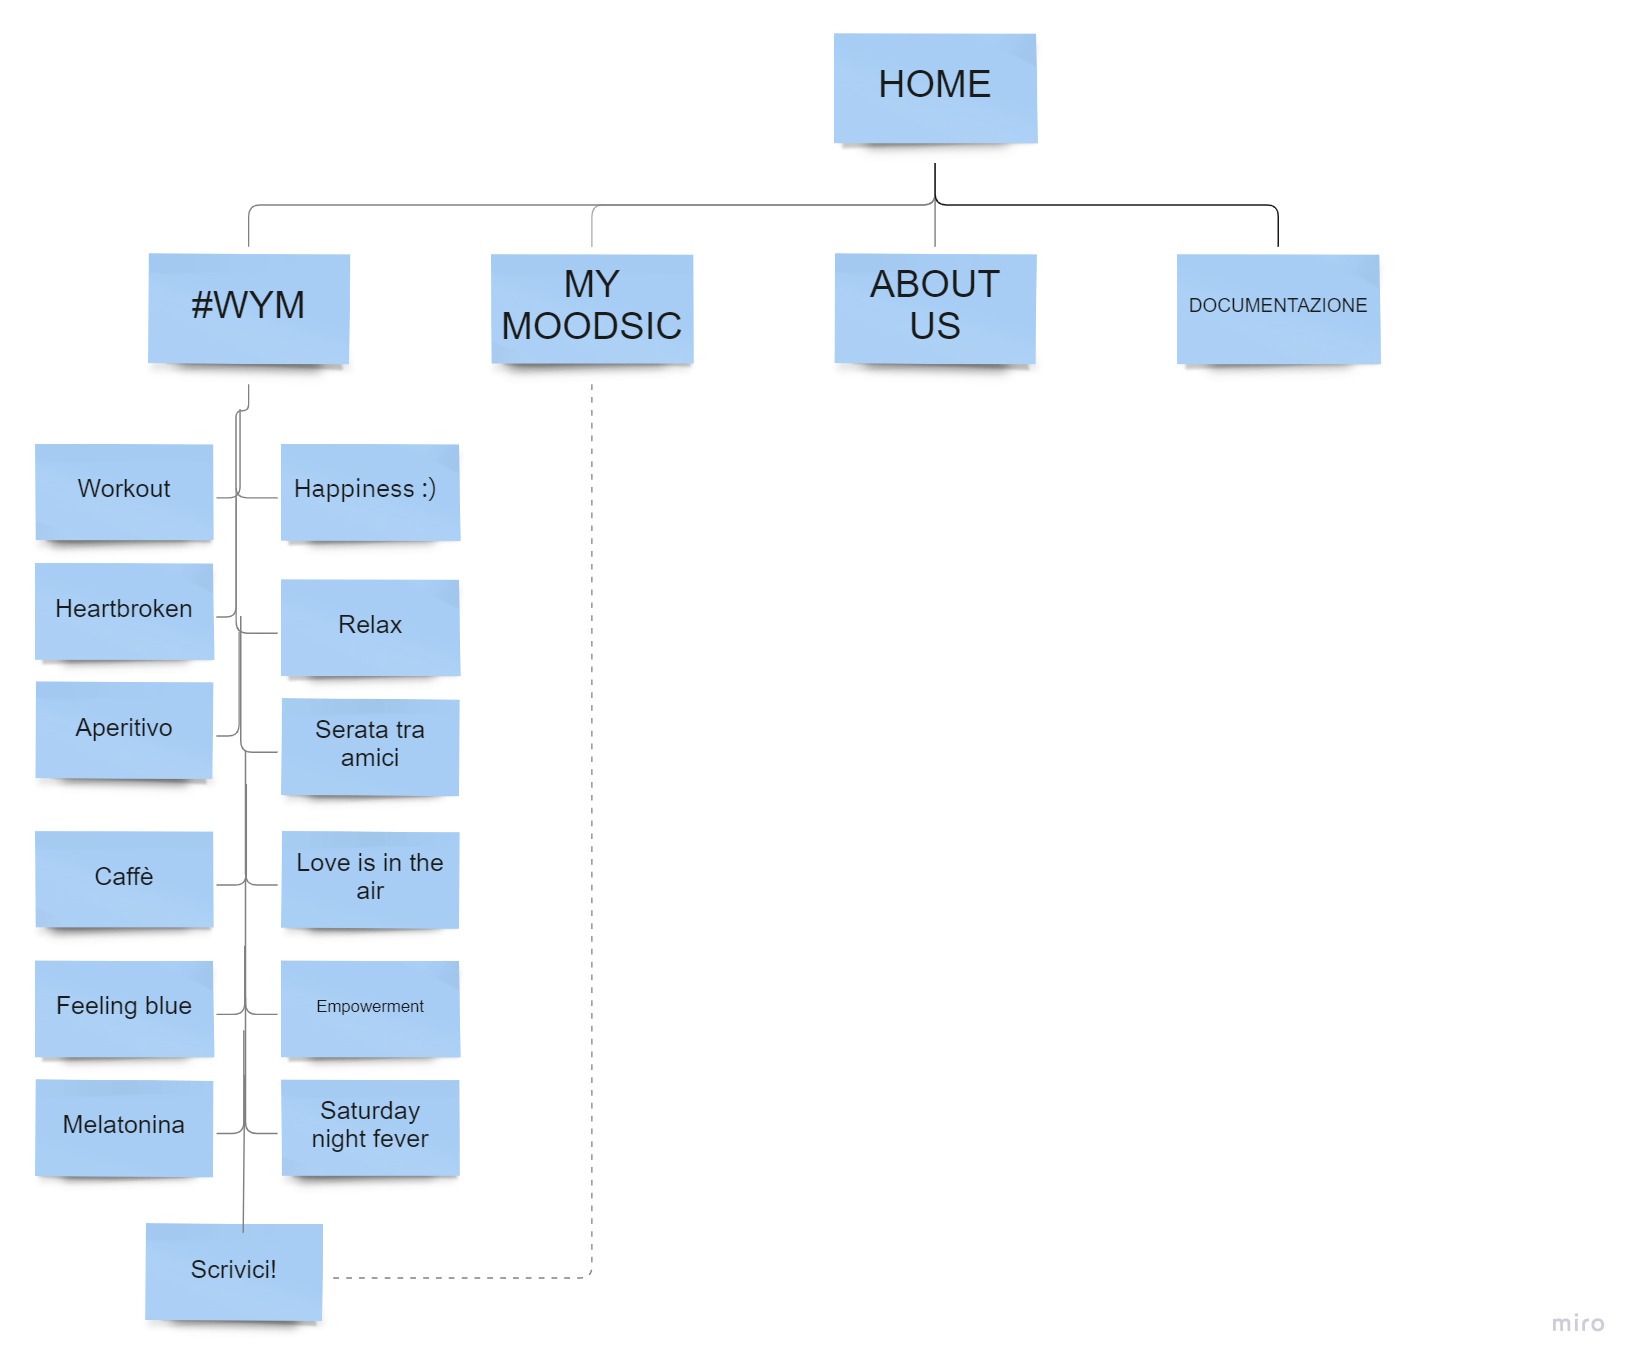 HOME
#WYM
MY
MOODSIC
ABOUT
US
DOCUMENTAZIONE
Workout
Happiness :)
Heartbroken
Relax
Aperitivo
Serata tra
amici
Caffè
Love is in the
air
Feeling blue
Empowerment
Melatonina
Saturday
night fever
Scrivici!
miro